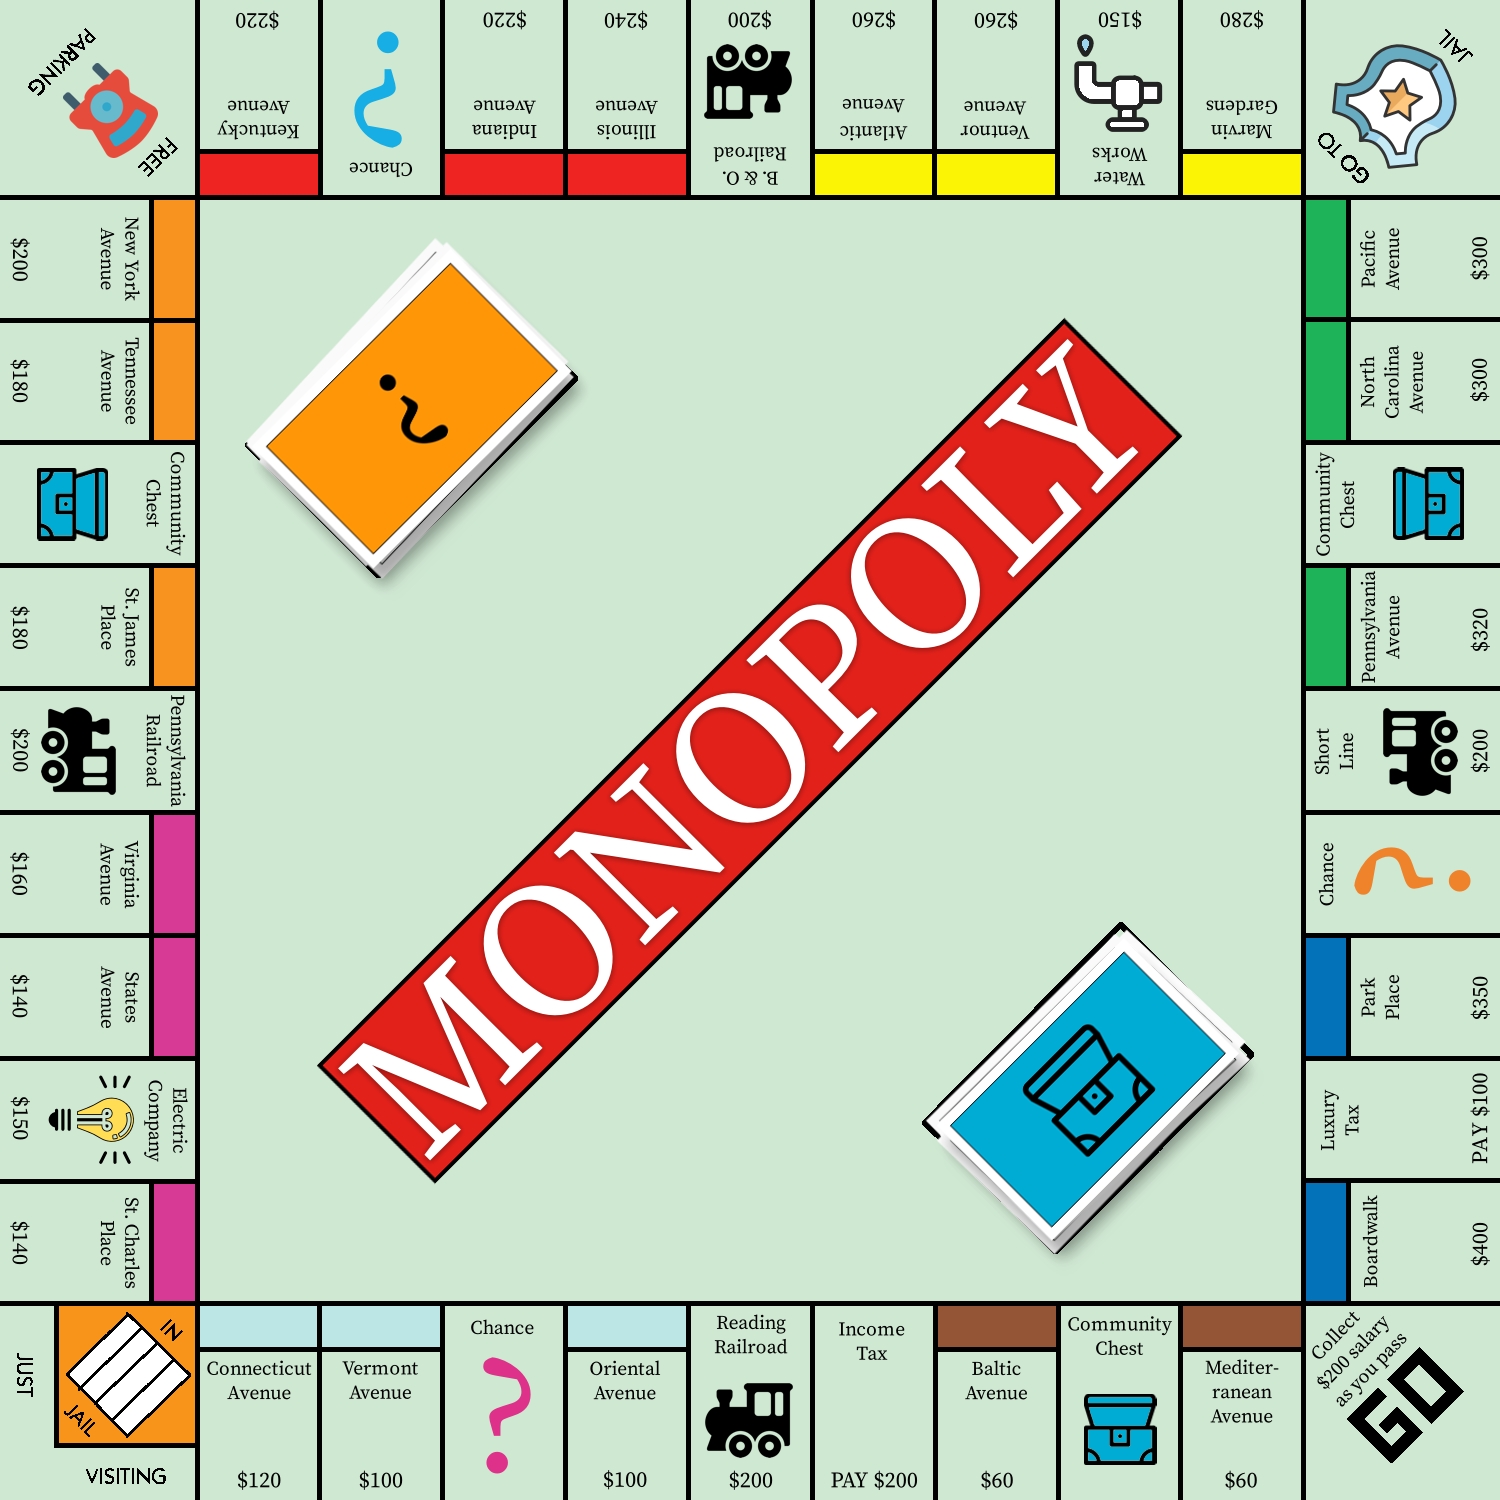 PARKING
FREE
$220
Avenue
Kentucky
Chance
$220
Avenue
Indiana
$240
Avenue
Illinois
$200
Railroad
B. & O.
$260
Avenue
Atlantic
$260
Avenue
Ventnor
$150
Works
Water
$280
Gardens
Marvin
JAIL
GO TO
New York
Avenue
$200
Tennessee
Avenue
$180
Community
Chest
St. James
Place
$180
Pennsylvania
Railroad
$200
Virginia
Avenue
$160
States
Avenue
$140
Electric
Company
$150
St. Charles
Place
$140
MONOPOLY
Pacific
Avenue
$300
North
Carolina
Avenue
$300
Community
Chest
Pennsylvania
Avenue
$320
Short
Line
$200
Chance
Park
Place
$350
Luxury
Tax
PAY $100
Boardwalk
$400
JUST
VISITING
IN
JAIL
Connecticut
Avenue
$120
Vermont
Avenue
$100
Chance
Oriental
Avenue
$100
Reading
Railroad
$200
Income
Tax
PAY $200
Baltic
Avenue
$60
Community
Chest
Mediter-
ranean
Avenue
$60
Collect
$200 salary
as you pass
GO